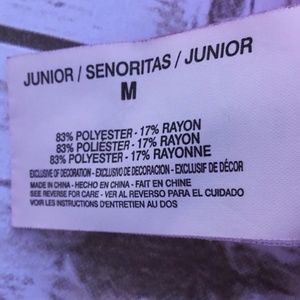 JUNIOR / SENORITAS / JUNIOR
M
83% POLYESTER - 17% RAYON
83% POLIESTER - 17% RAYON
83% POLYESTER - 17% RAYONNE
EXCLUSIVE OF DECORATION - EXCLUSIVO DE DECORACION - EXCLUSIF DE DÉCOR
MADE IN CHINA - HECHO EN CHINA - FAIT EN CHINE
SEE REVERSE FOR CARE - VER AL REVERSO PARA EL CUIDADO
VOIR LES INSTRUCTIONS D'ENTRETIEN AU DOS